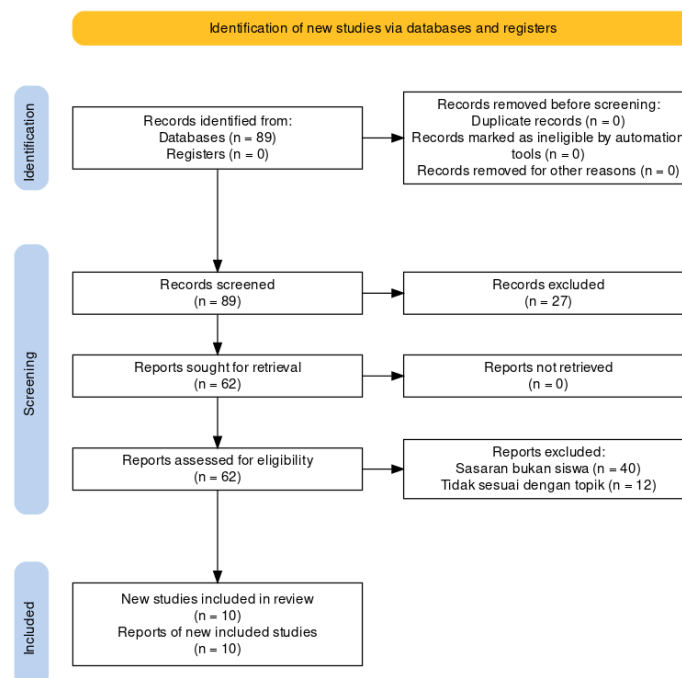 Identification of new studies via databases and registers
Identification
Records identified from:
Databases (n = 89)
Registers (n = 0)
Records removed before screening:
Duplicate records (n = 0)
Records marked as ineligible by automation
tools (n = 0)
Records removed for other reasons (n = 0)
Screening
Records screened
(n = 89)
Records excluded
(n = 27)
Reports sought for retrieval
(n = 62)
Reports not retrieved
(n = 0)
Reports assessed for eligibility
(n = 62)
Reports excluded:
Sasaran bukan siswa (n = 40)
Tidak sesuai dengan topik (n = 12)
Included
New studies included in review
(n = 10)
Reports of new included studies
(n = 10)